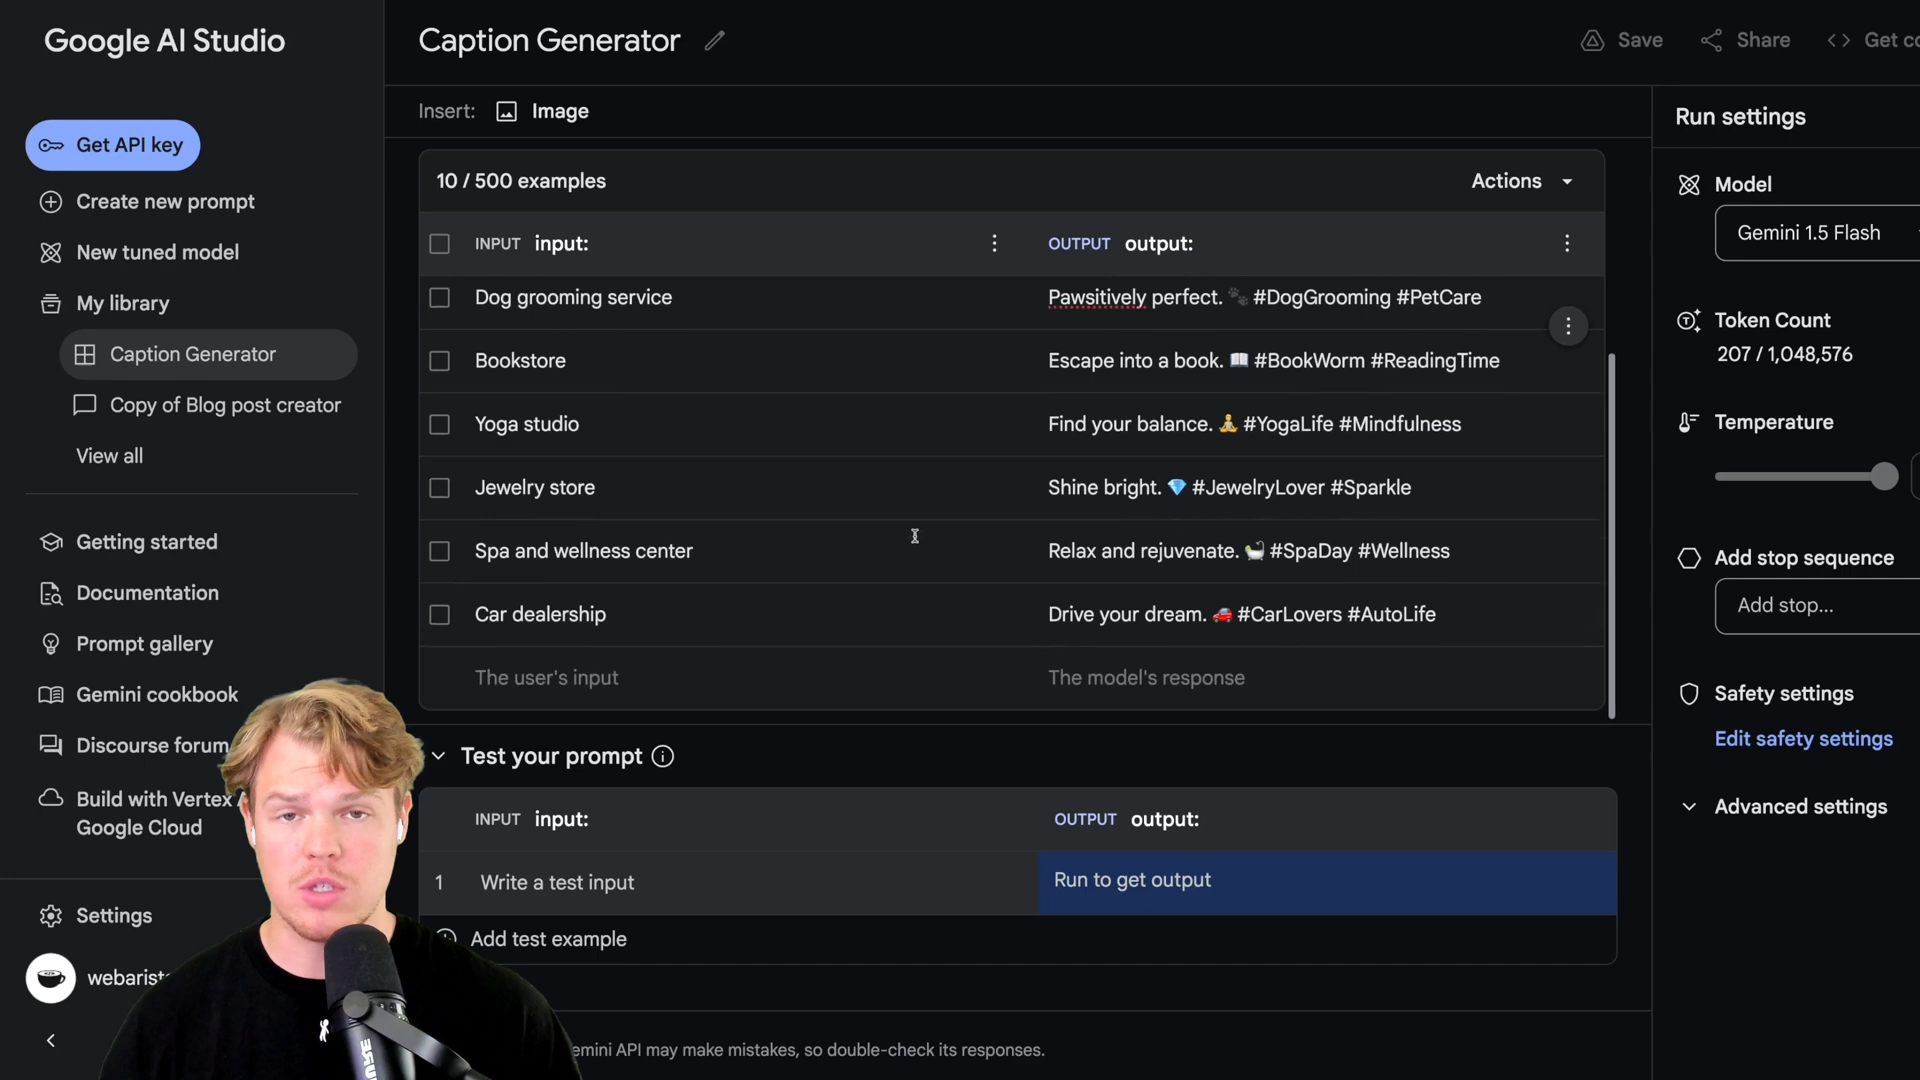 Google AI Studio
Get API key
Create new prompt
New tuned model
My library
Caption Generator
Copy of Blog post creator
View all
Getting started
Documentation
Prompt gallery
Gemini cookbook
Discourse forum
Build with Vertex
Google Cloud
Settings
Caption Generator
Save
Share
Get
Insert: Image
10 / 500 examples
Actions
INPUT input: OUTPUT output:
Dog grooming service Pawsitively perfect. 🐾 #DogGrooming #PetCare
Bookstore Escape into a book. 📖 #BookWorm #ReadingTime
Yoga studio Find your balance. 🧘 #YogaLife #Mindfulness
Jewelry store Shine bright. 💎 #JewelryLover #Sparkle
Spa and wellness center Relax and rejuvenate. 🛀 #SpaDay #Wellness
Car dealership Drive your dream. 🚗 #CarLovers #AutoLife
The user's input The model's response
Test your prompt
INPUT input: OUTPUT output:
1 Write a test input Run to get output
Add test example
API may make mistakes, so double-check its responses.
Run settings
Model
Gemini 1.5 Flash
Token Count
207 / 1,048,576
Temperature
Add stop sequence
Add stop...
Safety settings
Edit safety settings
Advanced settings